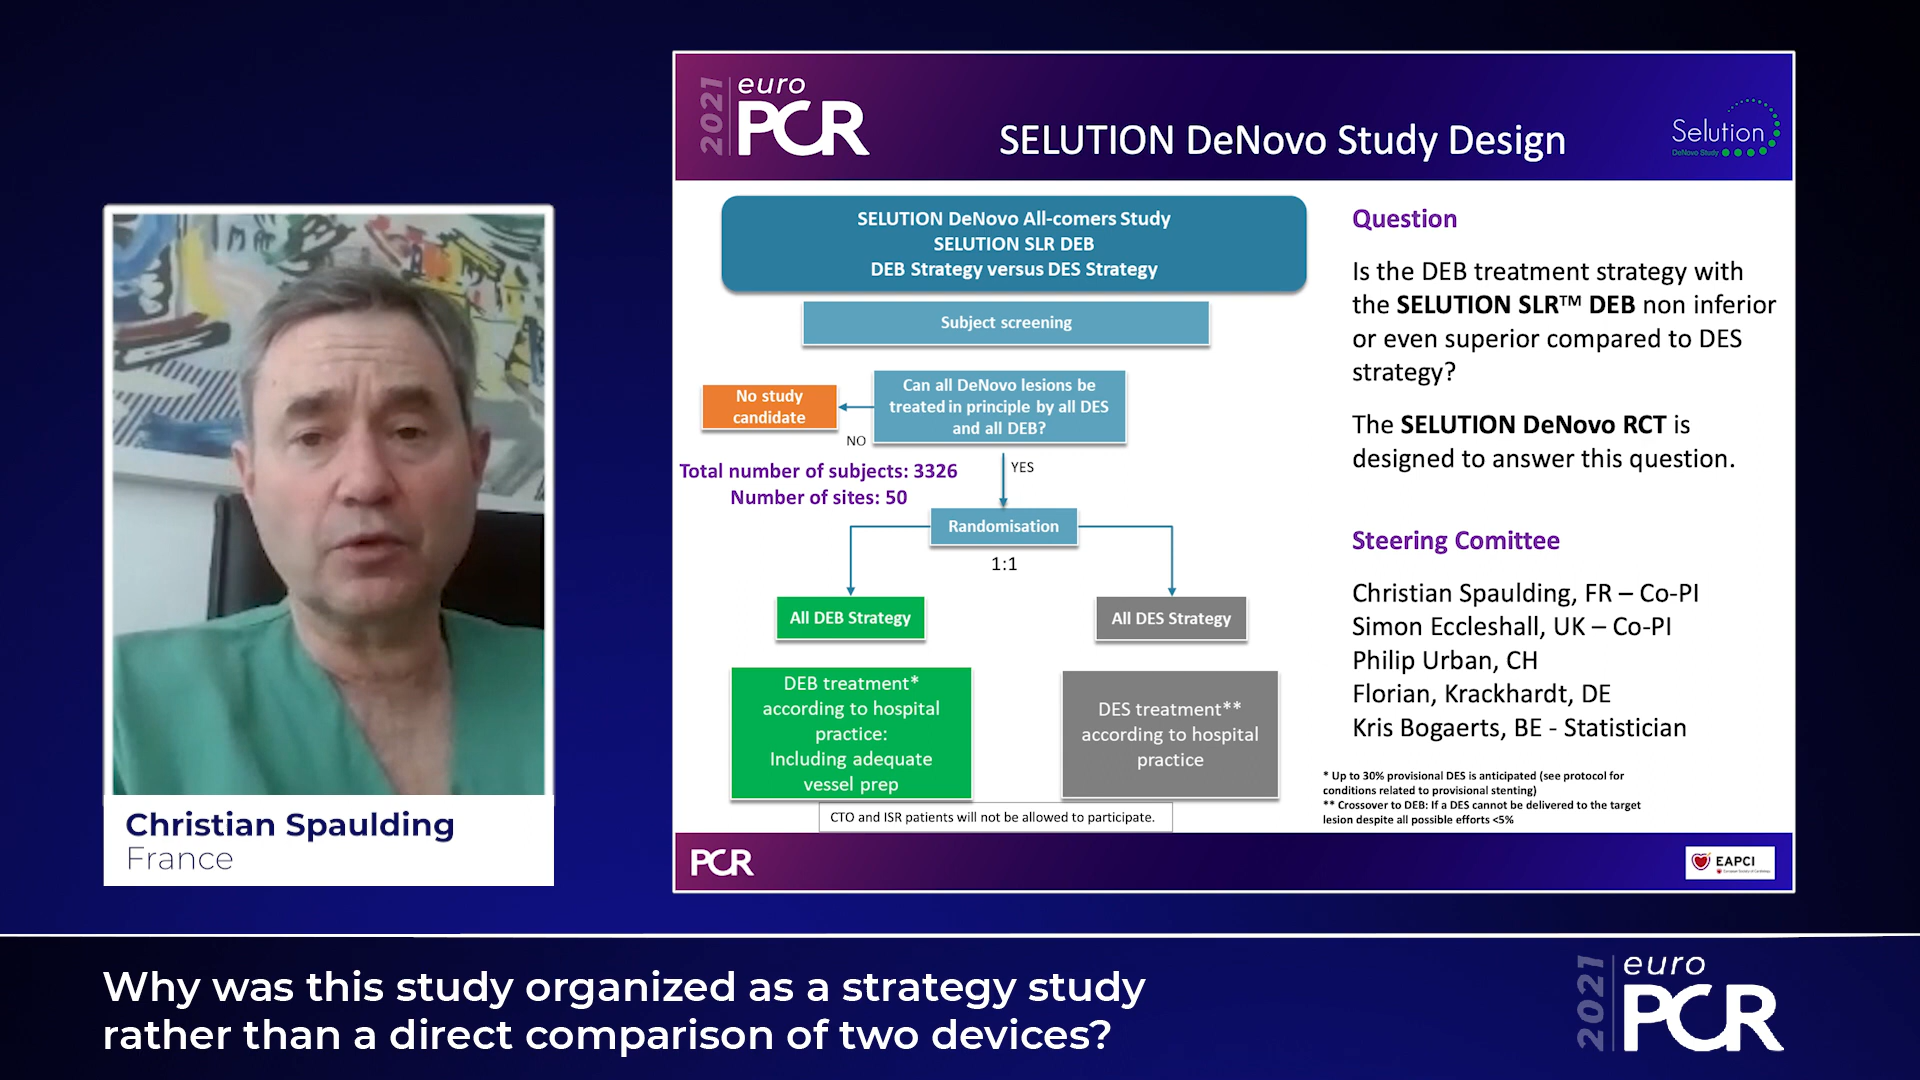 2021
euro
PCR
SELUTION DeNovo Study Design
Selution
DeNovo Study
SELUTION DeNovo All-comers Study
SELUTION SLR DEB
DEB Strategy versus DES Strategy
Subject screening
Can all DeNovo lesions be
treated in principle by all DES
and all DEB?
No study
candidate
NO
YES
Total number of subjects: 3326
Number of sites: 50
Randomisation
1:1
All DEB Strategy
All DES Strategy
DEB treatment*
according to hospital
practice:
Including adequate
vessel prep
DES treatment**
according to hospital
practice
CTO and ISR patients will not be allowed to participate.
Question
Is the DEB treatment strategy with
the SELUTION SLR™ DEB non inferior
or even superior compared to DES
strategy?
The SELUTION DeNovo RCT is
designed to answer this question.
Steering Comittee
Christian Spaulding, FR – Co-PI
Simon Eccleshall, UK – Co-PI
Philip Urban, CH
Florian, Krackhardt, DE
Kris Bogaerts, BE - Statistician
* Up to 30% provisional DES is anticipated (see protocol for
conditions related to provisional stenting)
** Crossover to DEB: If a DES cannot be delivered to the target
lesion despite all possible efforts <5%
PCR
EAPCI
Christian Spaulding
France
Why was this study organized as a strategy study
rather than a direct comparison of two devices?
2021
euro
PCR